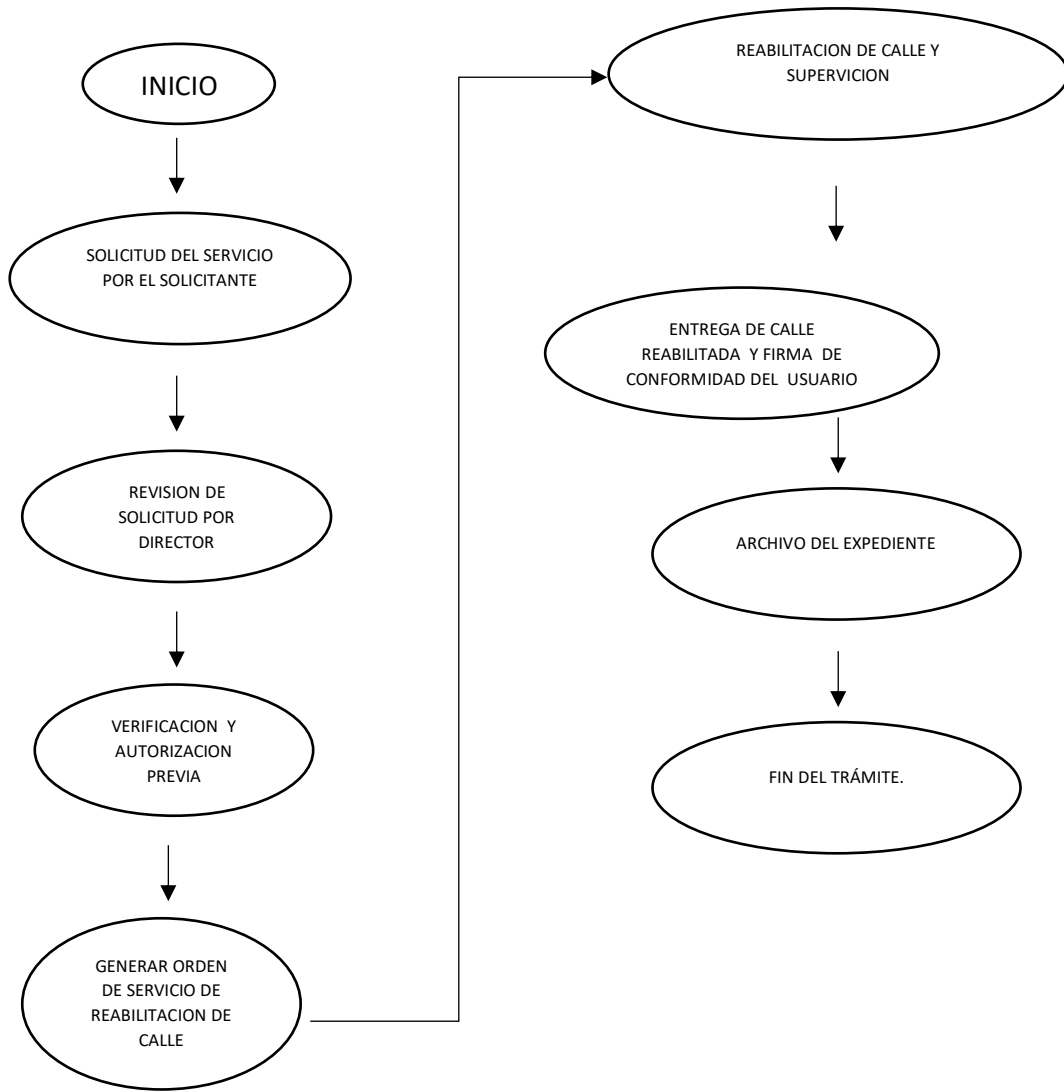 INICIO
SOLICITUD DEL SERVICIO
POR EL SOLICITANTE
REVISION DE
SOLICITUD POR
DIRECTOR
VERIFICACION Y
AUTORIZACION
PREVIA
GENERAR ORDEN
DE SERVICIO DE
REABILITACION DE
CALLE
REABILITACION DE CALLE Y
SUPERVICION
ENTREGA DE CALLE
REABILITADA Y FIRMA DE
CONFORMIDAD DEL USUARIO
ARCHIVO DEL EXPEDIENTE
FIN DEL TRÁMITE.